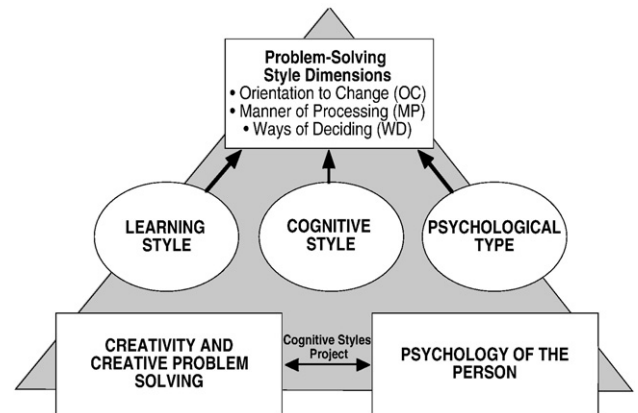 Problem-Solving
Style Dimensions
• Orientation to Change (OC)
• Manner of Processing (MP)
• Ways of Deciding (WD)
LEARNING
STYLE
COGNITIVE
STYLE
PSYCHOLOGICAL
TYPE
CREATIVITY AND
CREATIVE PROBLEM
SOLVING
Cognitive Styles
Project
PSYCHOLOGY OF THE
PERSON